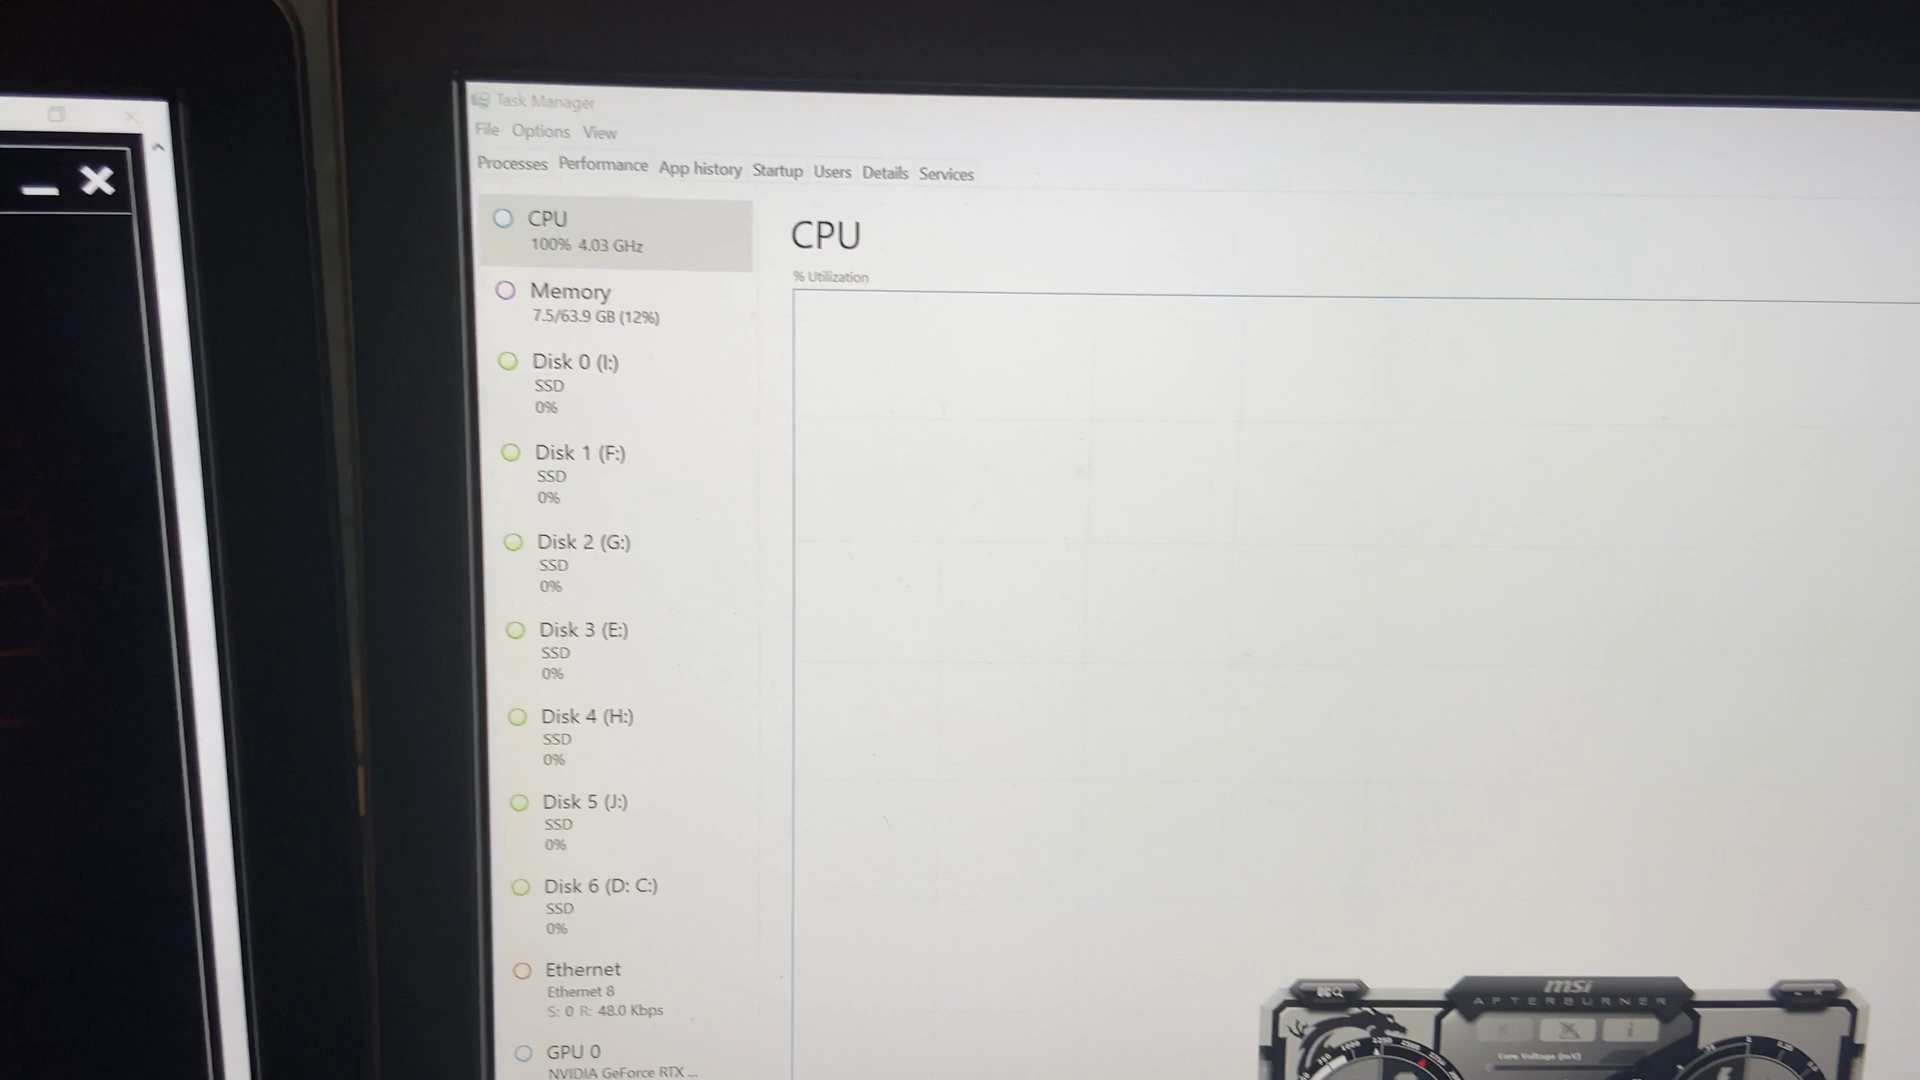 Task Manager
File Options View
Processes Performance App history Startup Users Details Services
CPU
100% 4.03 GHz
Memory
7.5/63.9 GB (12%)
Disk 0 (I:)
SSD
0%
Disk 1 (F:)
SSD
0%
Disk 2 (G:)
SSD
0%
Disk 3 (E:)
SSD
0%
Disk 4 (H:)
SSD
0%
Disk 5 (J:)
SSD
0%
Disk 6 (D: C:)
SSD
0%
Ethernet
Ethernet 8
S: 0 R: 48.0 Kbps
GPU 0
NVIDIA GeForce RTX ...
CPU
% Utilization
msi
AFTERBURNER
Core Voltage (mV)